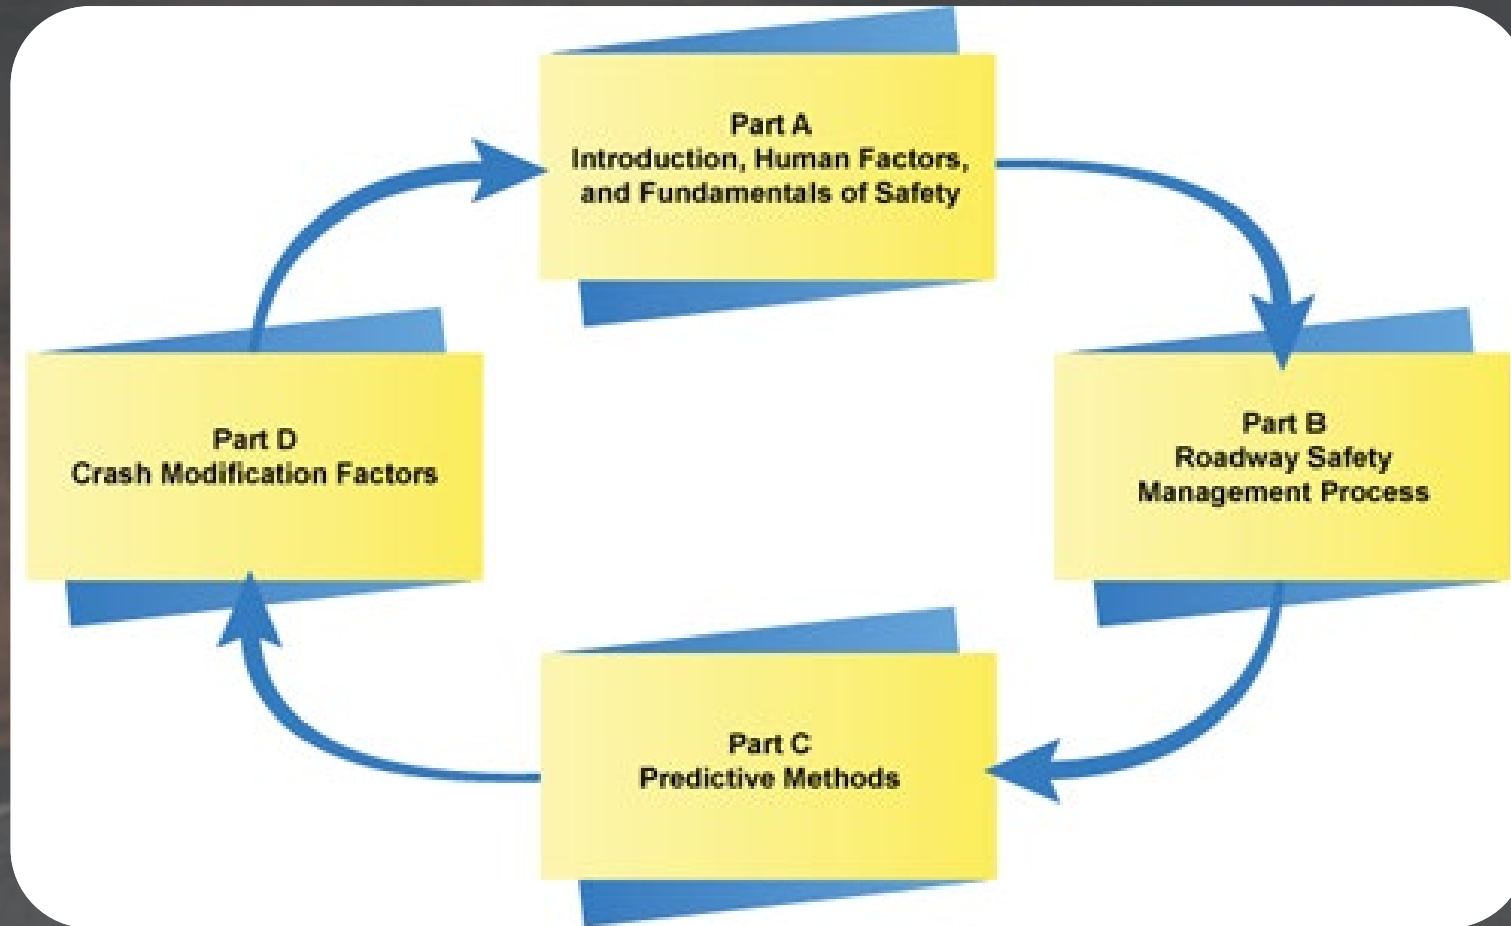 Part A
Introduction, Human Factors,
and Fundamentals of Safety
Part B
Roadway Safety
Management Process
Part C
Predictive Methods
Part D
Crash Modification Factors